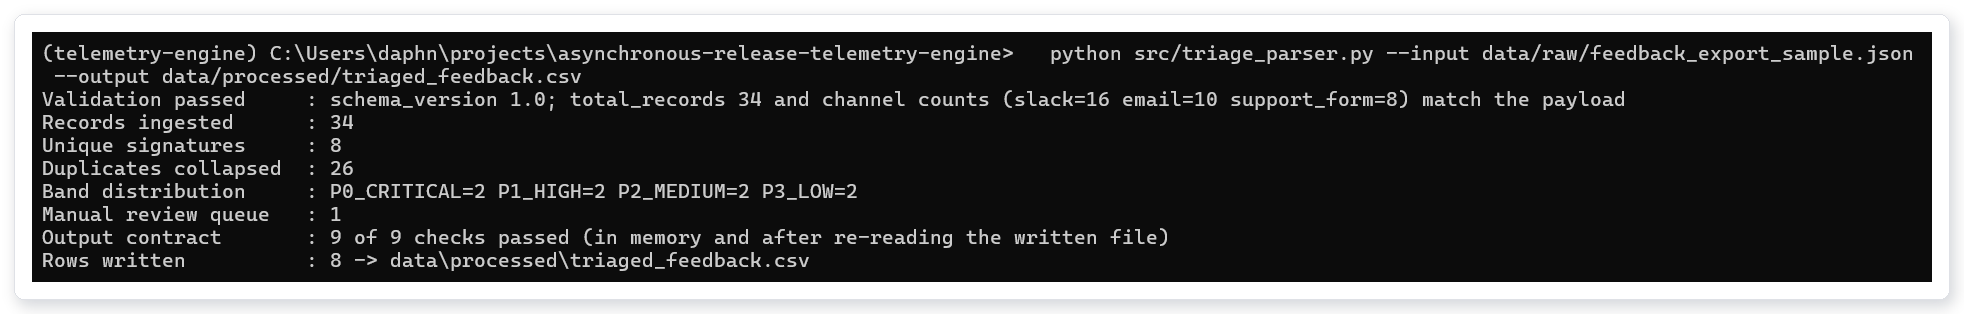 (telemetry-engine) C:\Users\daphn\projects\asynchronous-release-telemetry-engine>   python src/triage_parser.py --input data/raw/feedback_export_sample.json
 --output data/processed/triaged_feedback.csv
Validation passed     : schema_version 1.0; total_records 34 and channel counts (slack=16 email=10 support_form=8) match the payload
Records ingested      : 34
Unique signatures     : 8
Duplicates collapsed  : 26
Band distribution     : P0_CRITICAL=2 P1_HIGH=2 P2_MEDIUM=2 P3_LOW=2
Manual review queue   : 1
Output contract       : 9 of 9 checks passed (in memory and after re-reading the written file)
Rows written          : 8 -> data\processed\triaged_feedback.csv